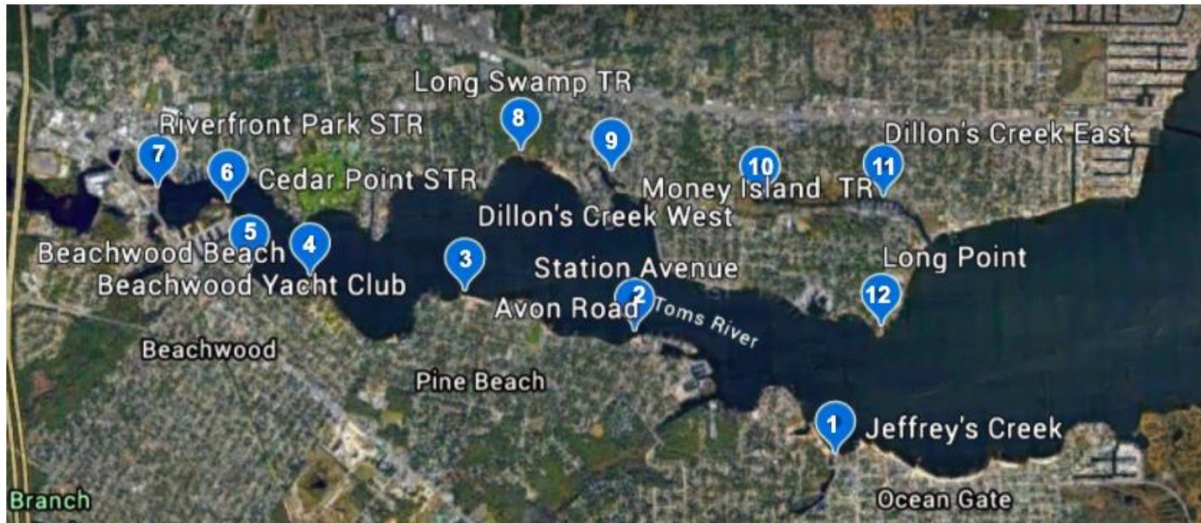 Long Swamp TR
8
Riverfront Park STR
9
Dillon's Creek East
7
6
10
11
Cedar Point STR
Money Island TR
Dillon's Creek West
5
4
Beachwood Beach
3
Station Avenue
Long Point
Beachwood Yacht Club
2
12
Avon Road
Toms River
Beachwood
Pine Beach
1
Jeffrey's Creek
Branch
Ocean Gate